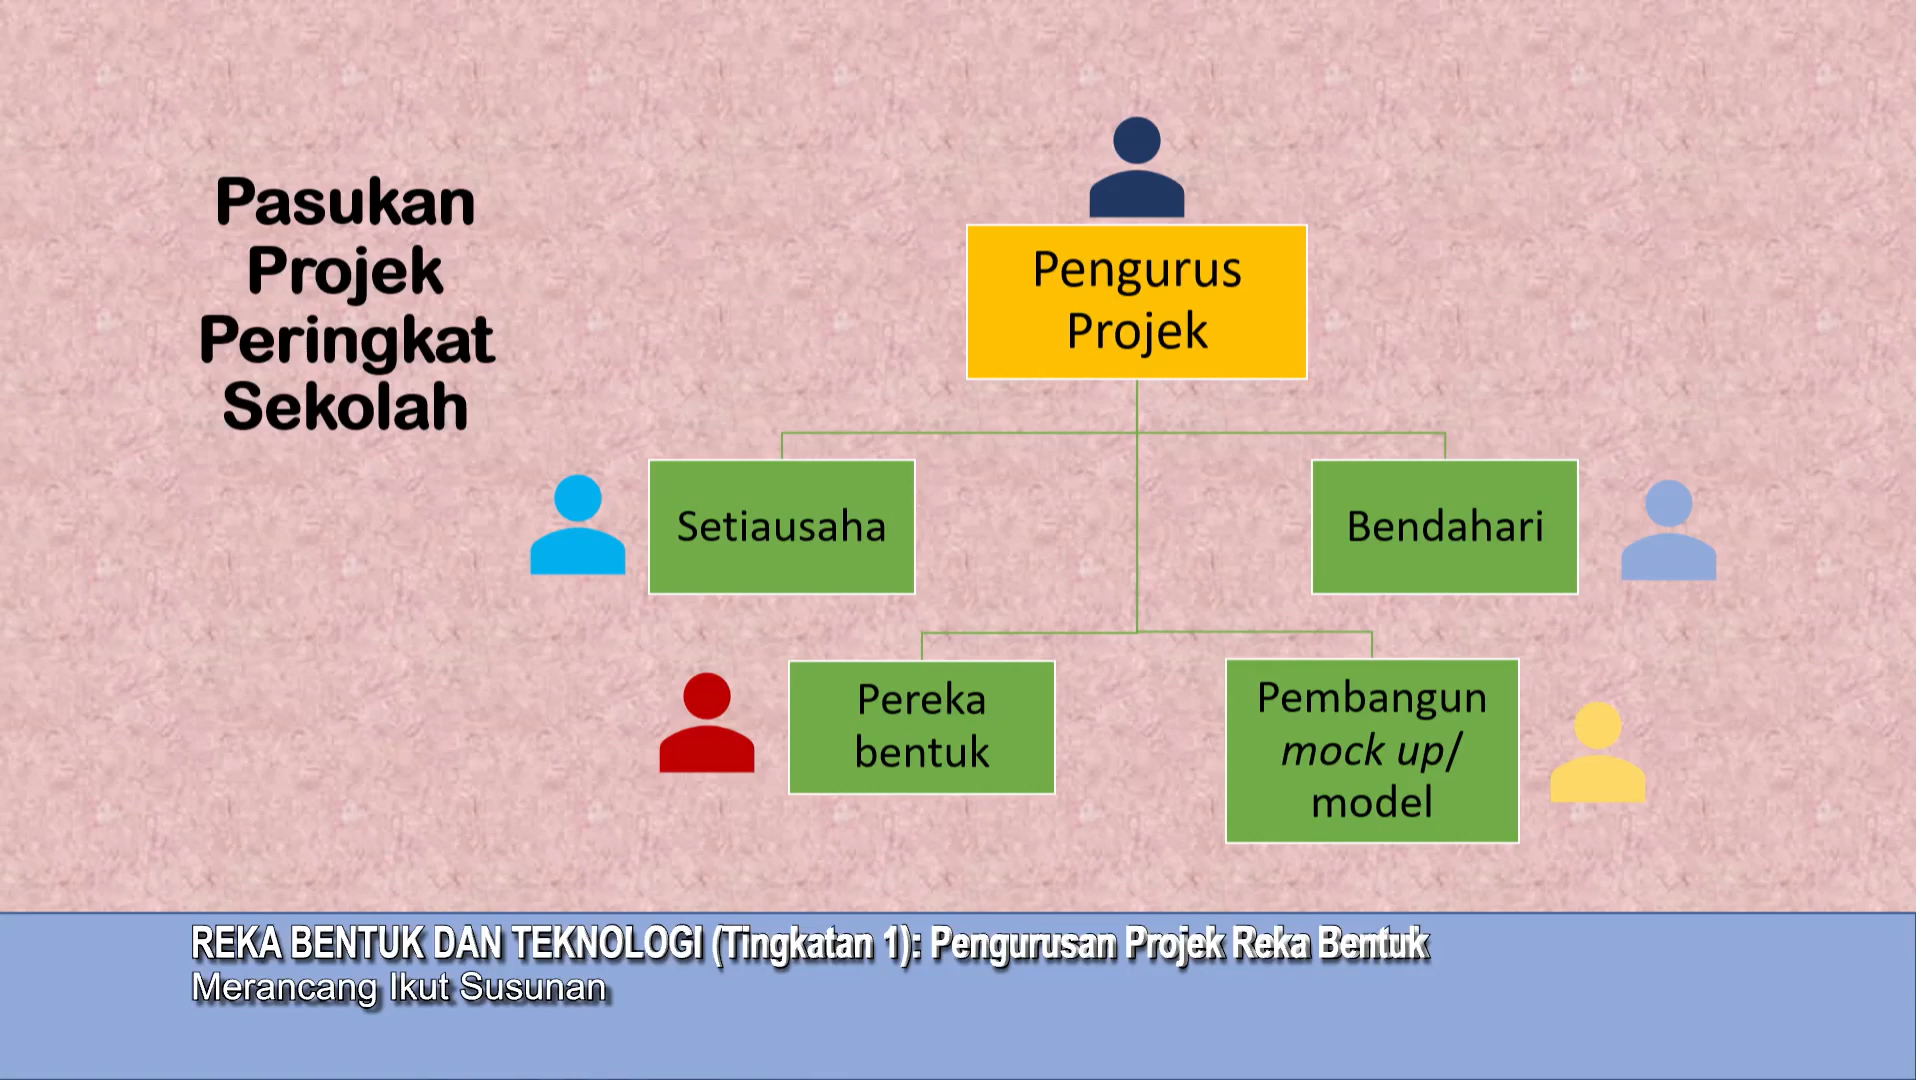 Pasukan
Projek
Peringkat
Sekolah
Pengurus
Projek
Setiausaha
Bendahari
Pereka
bentuk
Pembangun
mock up/
model
REKA BENTUK DAN TEKNOLOGI (Tingkatan 1): Pengurusan Projek Reka Bentuk
Merancang Ikut Susunan